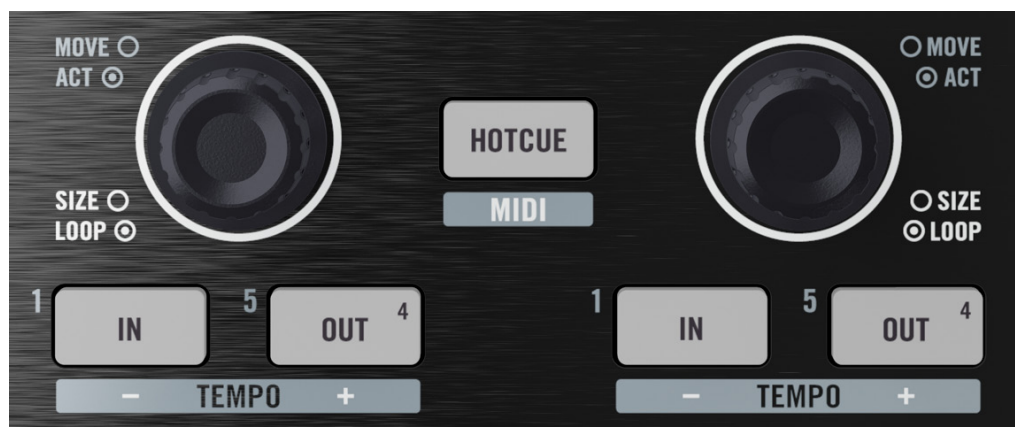 MOVE
ACT
MOVE
ACT
HOTCUE
MIDI
SIZE
LOOP
SIZE
LOOP
1 IN 5 OUT 4
1 IN 5 OUT 4
− TEMPO +
− TEMPO +